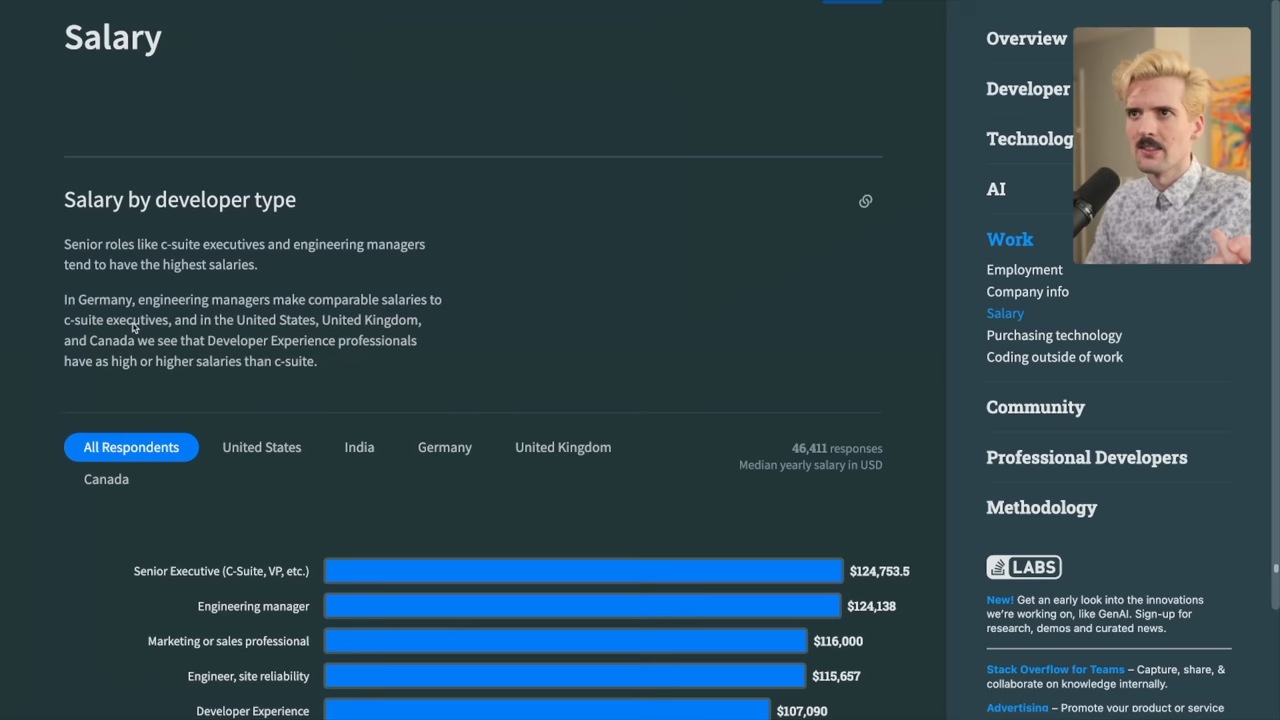 Salary
Salary by developer type
Senior roles like c-suite executives and engineering managers
tend to have the highest salaries.
In Germany, engineering managers make comparable salaries to
c-suite executives, and in the United States, United Kingdom,
and Canada we see that Developer Experience professionals
have as high or higher salaries than c-suite.
All Respondents
United States
India
Germany
United Kingdom
Canada
46,411 responses
Median yearly salary in USD
Senior Executive (C-Suite, VP, etc.) $124,753.5
Engineering manager $124,138
Marketing or sales professional $116,000
Engineer, site reliability $115,657
Developer Experience $107,090
Overview
Developer
Technolog
AI
Work
Employment
Company info
Salary
Purchasing technology
Coding outside of work
Community
Professional Developers
Methodology
LABS
New! Get an early look into the innovations
we're working on, like GenAI. Sign-up for
research, demos and curated news.
Stack Overflow for Teams – Capture, share, &
collaborate on knowledge internally.
Advertising – Promote your product or service